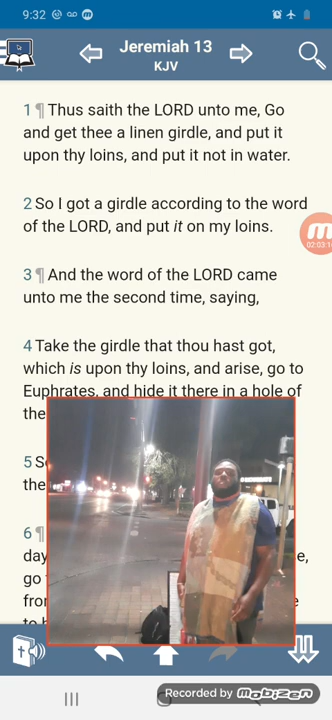 9:32
Jeremiah 13
KJV
1 ¶ Thus saith the LORD unto me, Go
and get thee a linen girdle, and put it
upon thy loins, and put it not in water.
2 So I got a girdle according to the word
of the LORD, and put it on my loins.
3 ¶ And the word of the LORD came
unto me the second time, saying,
4 Take the girdle that thou hast got,
which is upon thy loins, and arise, go to
Euphrates, and hide it there in a hole of
the
5 S
the
6 ¶
day
e,
go
from
e
to
Recorded by mobizen